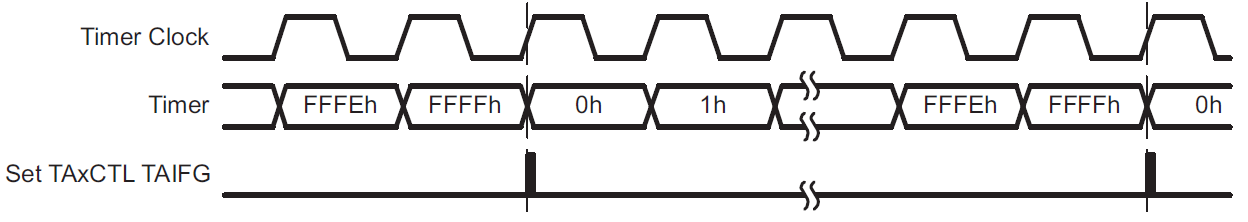 Timer Clock
Timer FFFEh FFFFh 0h 1h FFFEh FFFFh 0h
Set TAxCTL TAIFG